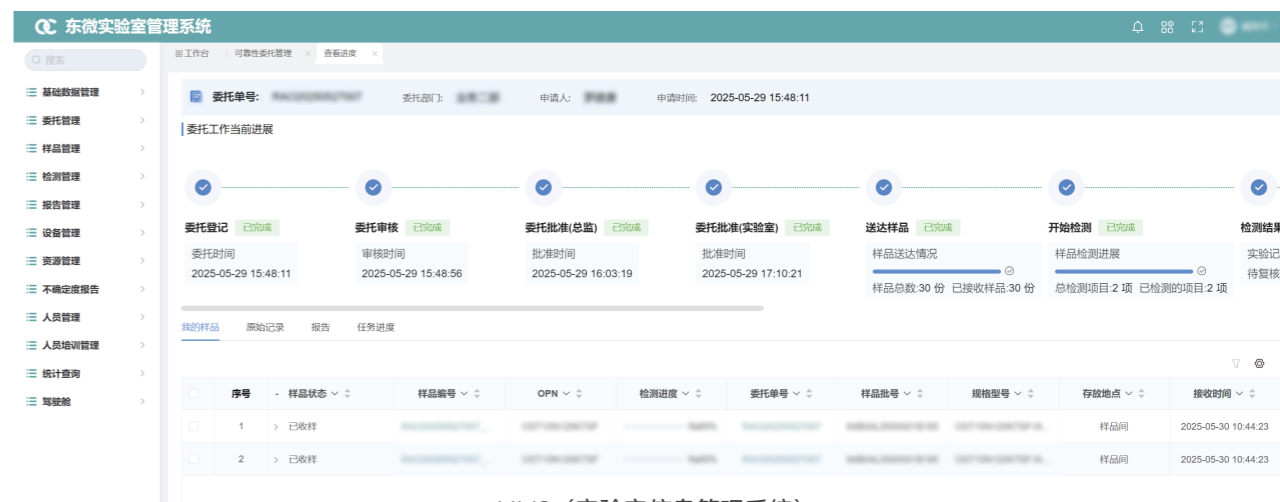 东微实验室管理系统
搜索
工作台 可靠性委托管理 × 查看进度 ×
基础数据管理
委托管理
样品管理
检测管理
报告管理
设备管理
资源管理
不确定度报告
人员管理
人员培训管理
统计查询
驾驶舱
委托单号: 委托部门: 申请人: 申请时间: 2025-05-29 15:48:11
委托工作当前进展
委托登记 已完成 委托审核 已完成 委托批准(总监) 已完成 委托批准(实验室) 已完成 送达样品 已完成 开始检测 已完成 检测结果
委托时间 审核时间 批准时间 批准时间 样品送达情况 样品检测进展 实验记
2025-05-29 15:48:11 2025-05-29 15:48:56 2025-05-29 16:03:19 2025-05-29 17:10:21 样品总数:30 份 已接收样品:30 份 总检测项目:2 项 已检测的项目:2 项 待复核
我的样品 原始记录 报告 任务进度
序号 - 样品状态 样品编号 OPN 检测进度 委托单号 样品批号 规格型号 存放地点 接收时间
1 > 已收样 样品间 2025-05-30 10:44:23
2 > 已收样 样品间 2025-05-30 10:44:23